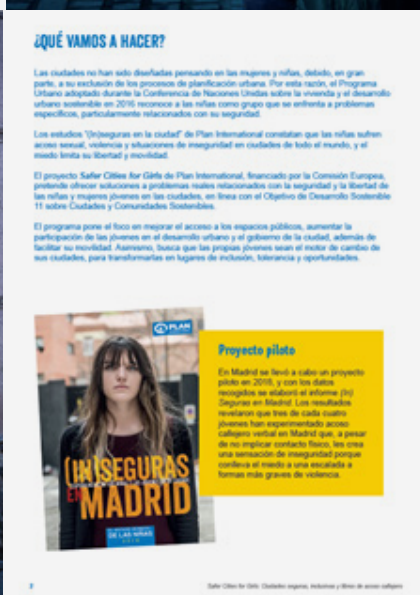 ¿QUÉ VAMOS A HACER?
Las ciudades no han sido diseñadas pensando en las mujeres y niñas, debido, en gran
parte, a su exclusión de los procesos de planificación urbana. Por esta razón, el Programa
Urbano adoptado durante la Conferencia de Naciones Unidas sobre la vivienda y el desarrollo
urbano sostenible en 2016 reconoce a las niñas como grupo que se enfrenta a problemas
específicos, particularmente relacionados con su seguridad.
Los estudios "(In)seguras en la ciudad" de Plan International constatan que las niñas sufren
acoso sexual, violencia y situaciones de inseguridad en ciudades de todo el mundo, y el
miedo limita su libertad y movilidad.
El proyecto Safer Cities for Girls de Plan International, financiado por la Comisión Europea,
pretende ofrecer soluciones a problemas reales relacionados con la seguridad y la libertad de
las niñas y mujeres jóvenes en las ciudades, en línea con el Objetivo de Desarrollo Sostenible
11 sobre Ciudades y Comunidades Sostenibles.
El programa pone el foco en mejorar el acceso a los espacios públicos, aumentar la
participación de las jóvenes en el desarrollo urbano y el gobierno de la ciudad, además de
facilitar su movilidad. Asimismo, busca que las propias jóvenes sean el motor de cambio de
sus ciudades, para transformarlas en lugares de inclusión, tolerancia y oportunidades.
PLAN
(IN)SEGURAS
EN MADRID
DE LAS NIÑAS
Proyecto piloto
En Madrid se llevó a cabo un proyecto
piloto en 2018, y con los datos
recogidos se elaboró el informe (In)
Seguras en Madrid. Los resultados
revelaron que tres de cada cuatro
jóvenes han experimentado acoso
callejero verbal en Madrid que, a pesar
de no implicar contacto físico, les crea
una sensación de inseguridad porque
conlleva el miedo a una escalada a
formas más graves de violencia.
Safer Cities for Girls. Ciudades seguras, inclusivas y libres de acoso callejero